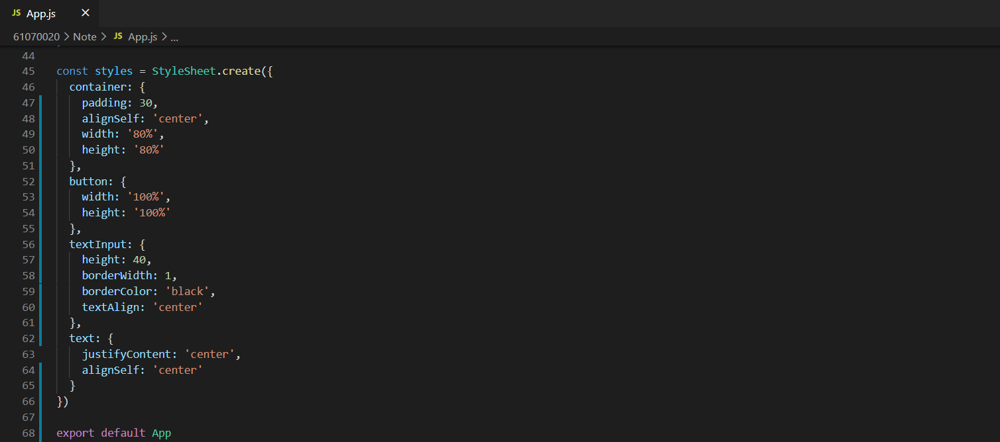 JS App.js ×
61070020 > Note > JS App.js > ...
44
45 const styles = StyleSheet.create({
46   container: {
47     padding: 30,
48     alignSelf: 'center',
49     width: '80%',
50     height: '80%'
51   },
52   button: {
53     width: '100%',
54     height: '100%'
55   },
56   textInput: {
57     height: 40,
58     borderWidth: 1,
59     borderColor: 'black',
60     textAlign: 'center'
61   },
62   text: {
63     justifyContent: 'center',
64     alignSelf: 'center'
65   }
66 })
67
68 export default App